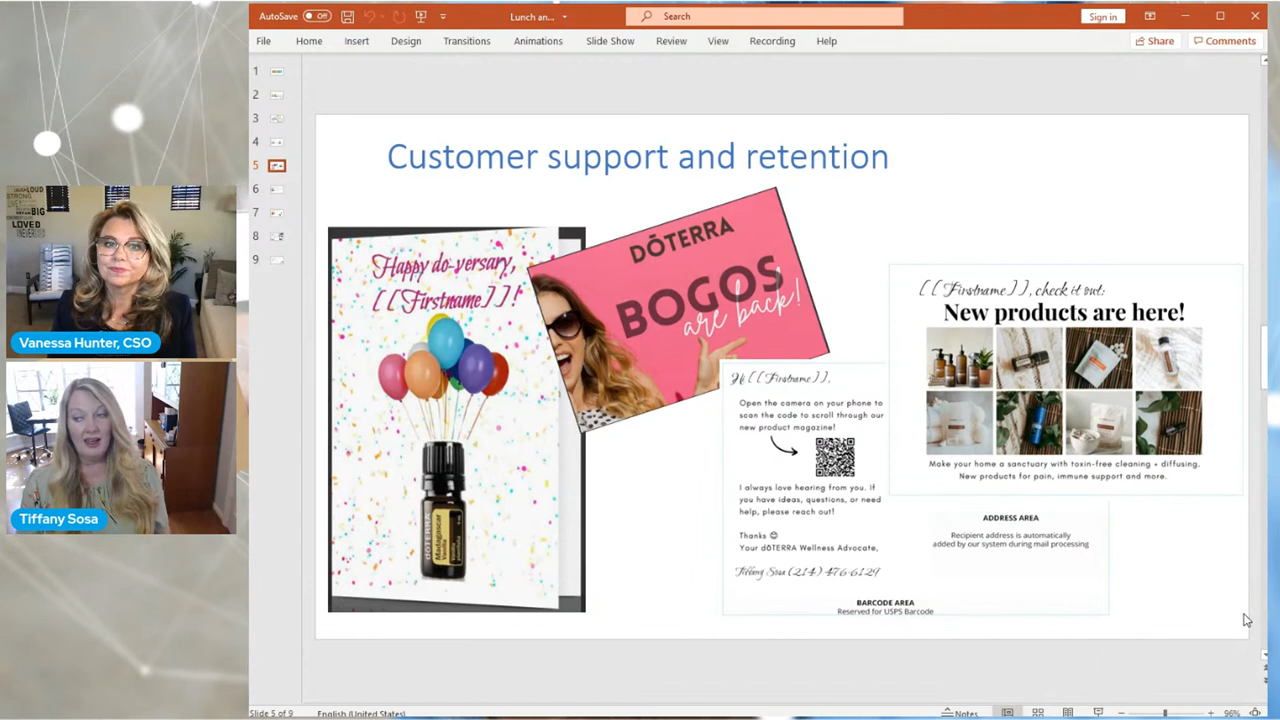 AutoSave
Off
Lunch an...
Search
Sign in
File
Home
Insert
Design
Transitions
Animations
Slide Show
Review
View
Recording
Help
Share
Comments
1
2
3
4
5
6
7
8
9
Customer support and retention
Happy do-versary,
[[Firstname]]!
dōTERRA
Madagascar
Vanilla
DŌTERRA
BOGOS
are back!
Hi [[Firstname]],
Open the camera on your phone to
scan the code to scroll through our
new product magazine!
I always love hearing from you. If
you have ideas, questions, or need
help, please reach out!
Thanks 😊
Your dōTERRA Wellness Advocate,
Tiffany Sosa (214) 476-6129
[[Firstname]], check it out:
New products are here!
Make your home a sanctuary with toxin-free cleaning + diffusing.
New products for pain, immune support and more.
ADDRESS AREA
Recipient address is automatically
added by our system during mail processing
BARCODE AREA
Reserved for USPS Barcode
LOUD
STRONG
BIG
LOVED
Vanessa Hunter, CSO
Tiffany Sosa
Slide 5 of 9
English (United States)
Notes
96%